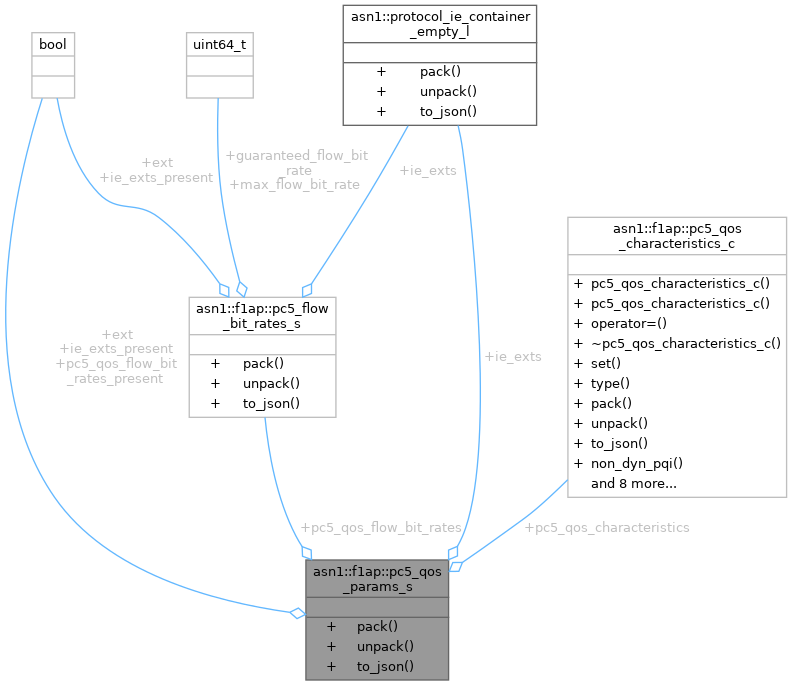 asn1::protocol_ie_container
_empty_l
+ pack()
+ unpack()
+ to_json()
bool
uint64_t
+ext
+ie_exts_present
+guaranteed_flow_bit
_rate
+max_flow_bit_rate
+ie_exts
asn1::f1ap::pc5_qos
_characteristics_c
+ pc5_qos_characteristics_c()
+ pc5_qos_characteristics_c()
+ operator=()
+ ~pc5_qos_characteristics_c()
+ set()
+ type()
+ pack()
+ unpack()
+ to_json()
+ non_dyn_pqi()
and 8 more...
asn1::f1ap::pc5_flow
_bit_rates_s
+ pack()
+ unpack()
+ to_json()
+ext
+ie_exts_present
+pc5_qos_flow_bit
_rates_present
+ie_exts
+pc5_qos_flow_bit_rates
+pc5_qos_characteristics
asn1::f1ap::pc5_qos
_params_s
+ pack()
+ unpack()
+ to_json()